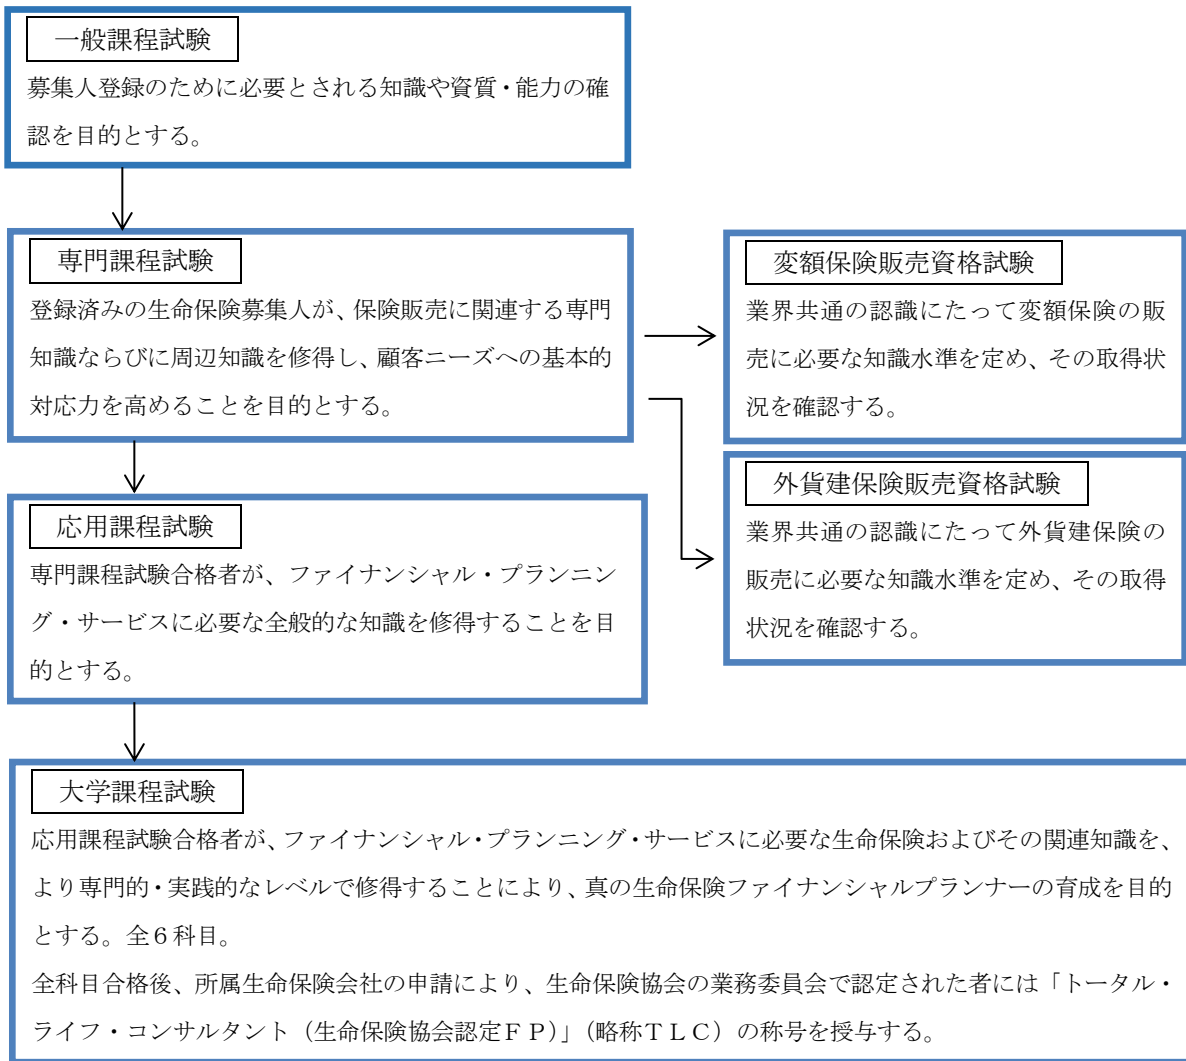 一般課程試験
募集人登録のために必要とされる知識や資質・能力の確
認を目的とする。
専門課程試験
登録済みの生命保険募集人が、保険販売に関連する専門
知識ならびに周辺知識を修得し、顧客ニーズへの基本的
対応力を高めることを目的とする。
変額保険販売資格試験
業界共通の認識にたって変額保険の販
売に必要な知識水準を定め、その取得状
況を確認する。
外貨建保険販売資格試験
業界共通の認識にたって外貨建保険の
販売に必要な知識水準を定め、その取得
状況を確認する。
応用課程試験
専門課程試験合格者が、ファイナンシャル・プランニン
グ・サービスに必要な全般的な知識を修得することを目
的とする。
大学課程試験
応用課程試験合格者が、ファイナンシャル・プランニング・サービスに必要な生命保険およびその関連知識を、
より専門的・実践的なレベルで修得することにより、真の生命保険ファイナンシャルプランナーの育成を目的
とする。全6科目。
全科目合格後、所属生命保険会社の申請により、生命保険協会の業務委員会で認定された者には「トータル・
ライフ・コンサルタント（生命保険協会認定ＦＰ）」（略称ＴＬＣ）の称号を授与する。